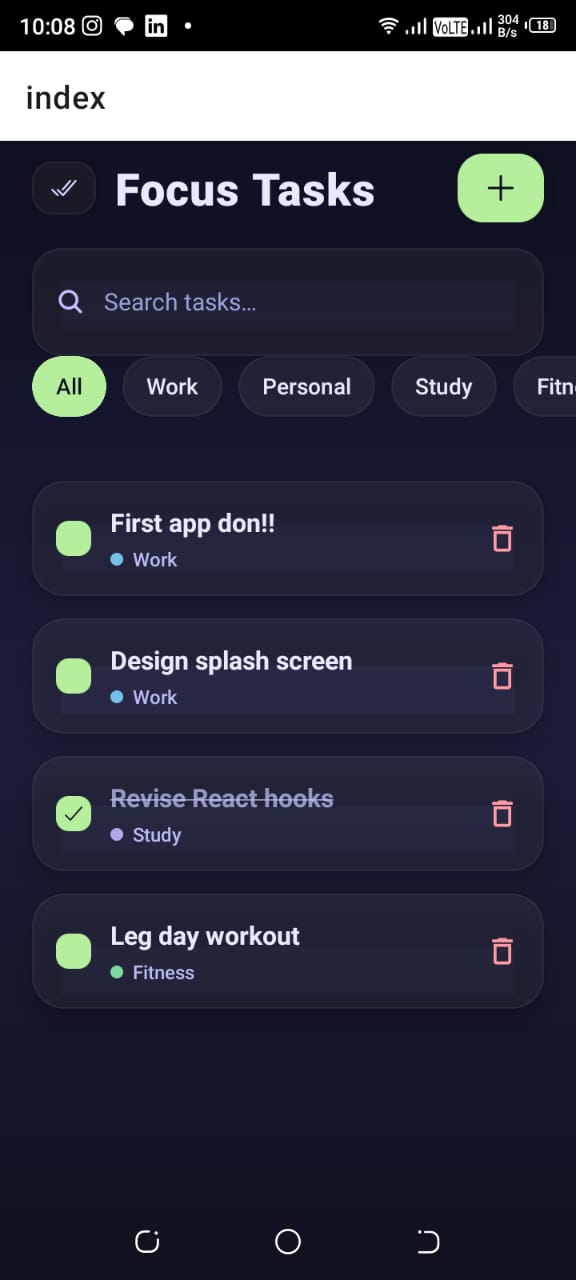 10:08 VoLTE 304 B/s 18
index
Focus Tasks
Search tasks...
All Work Personal Study Fitn
First app don!!
Work
Design splash screen
Work
Revise React hooks
Study
Leg day workout
Fitness